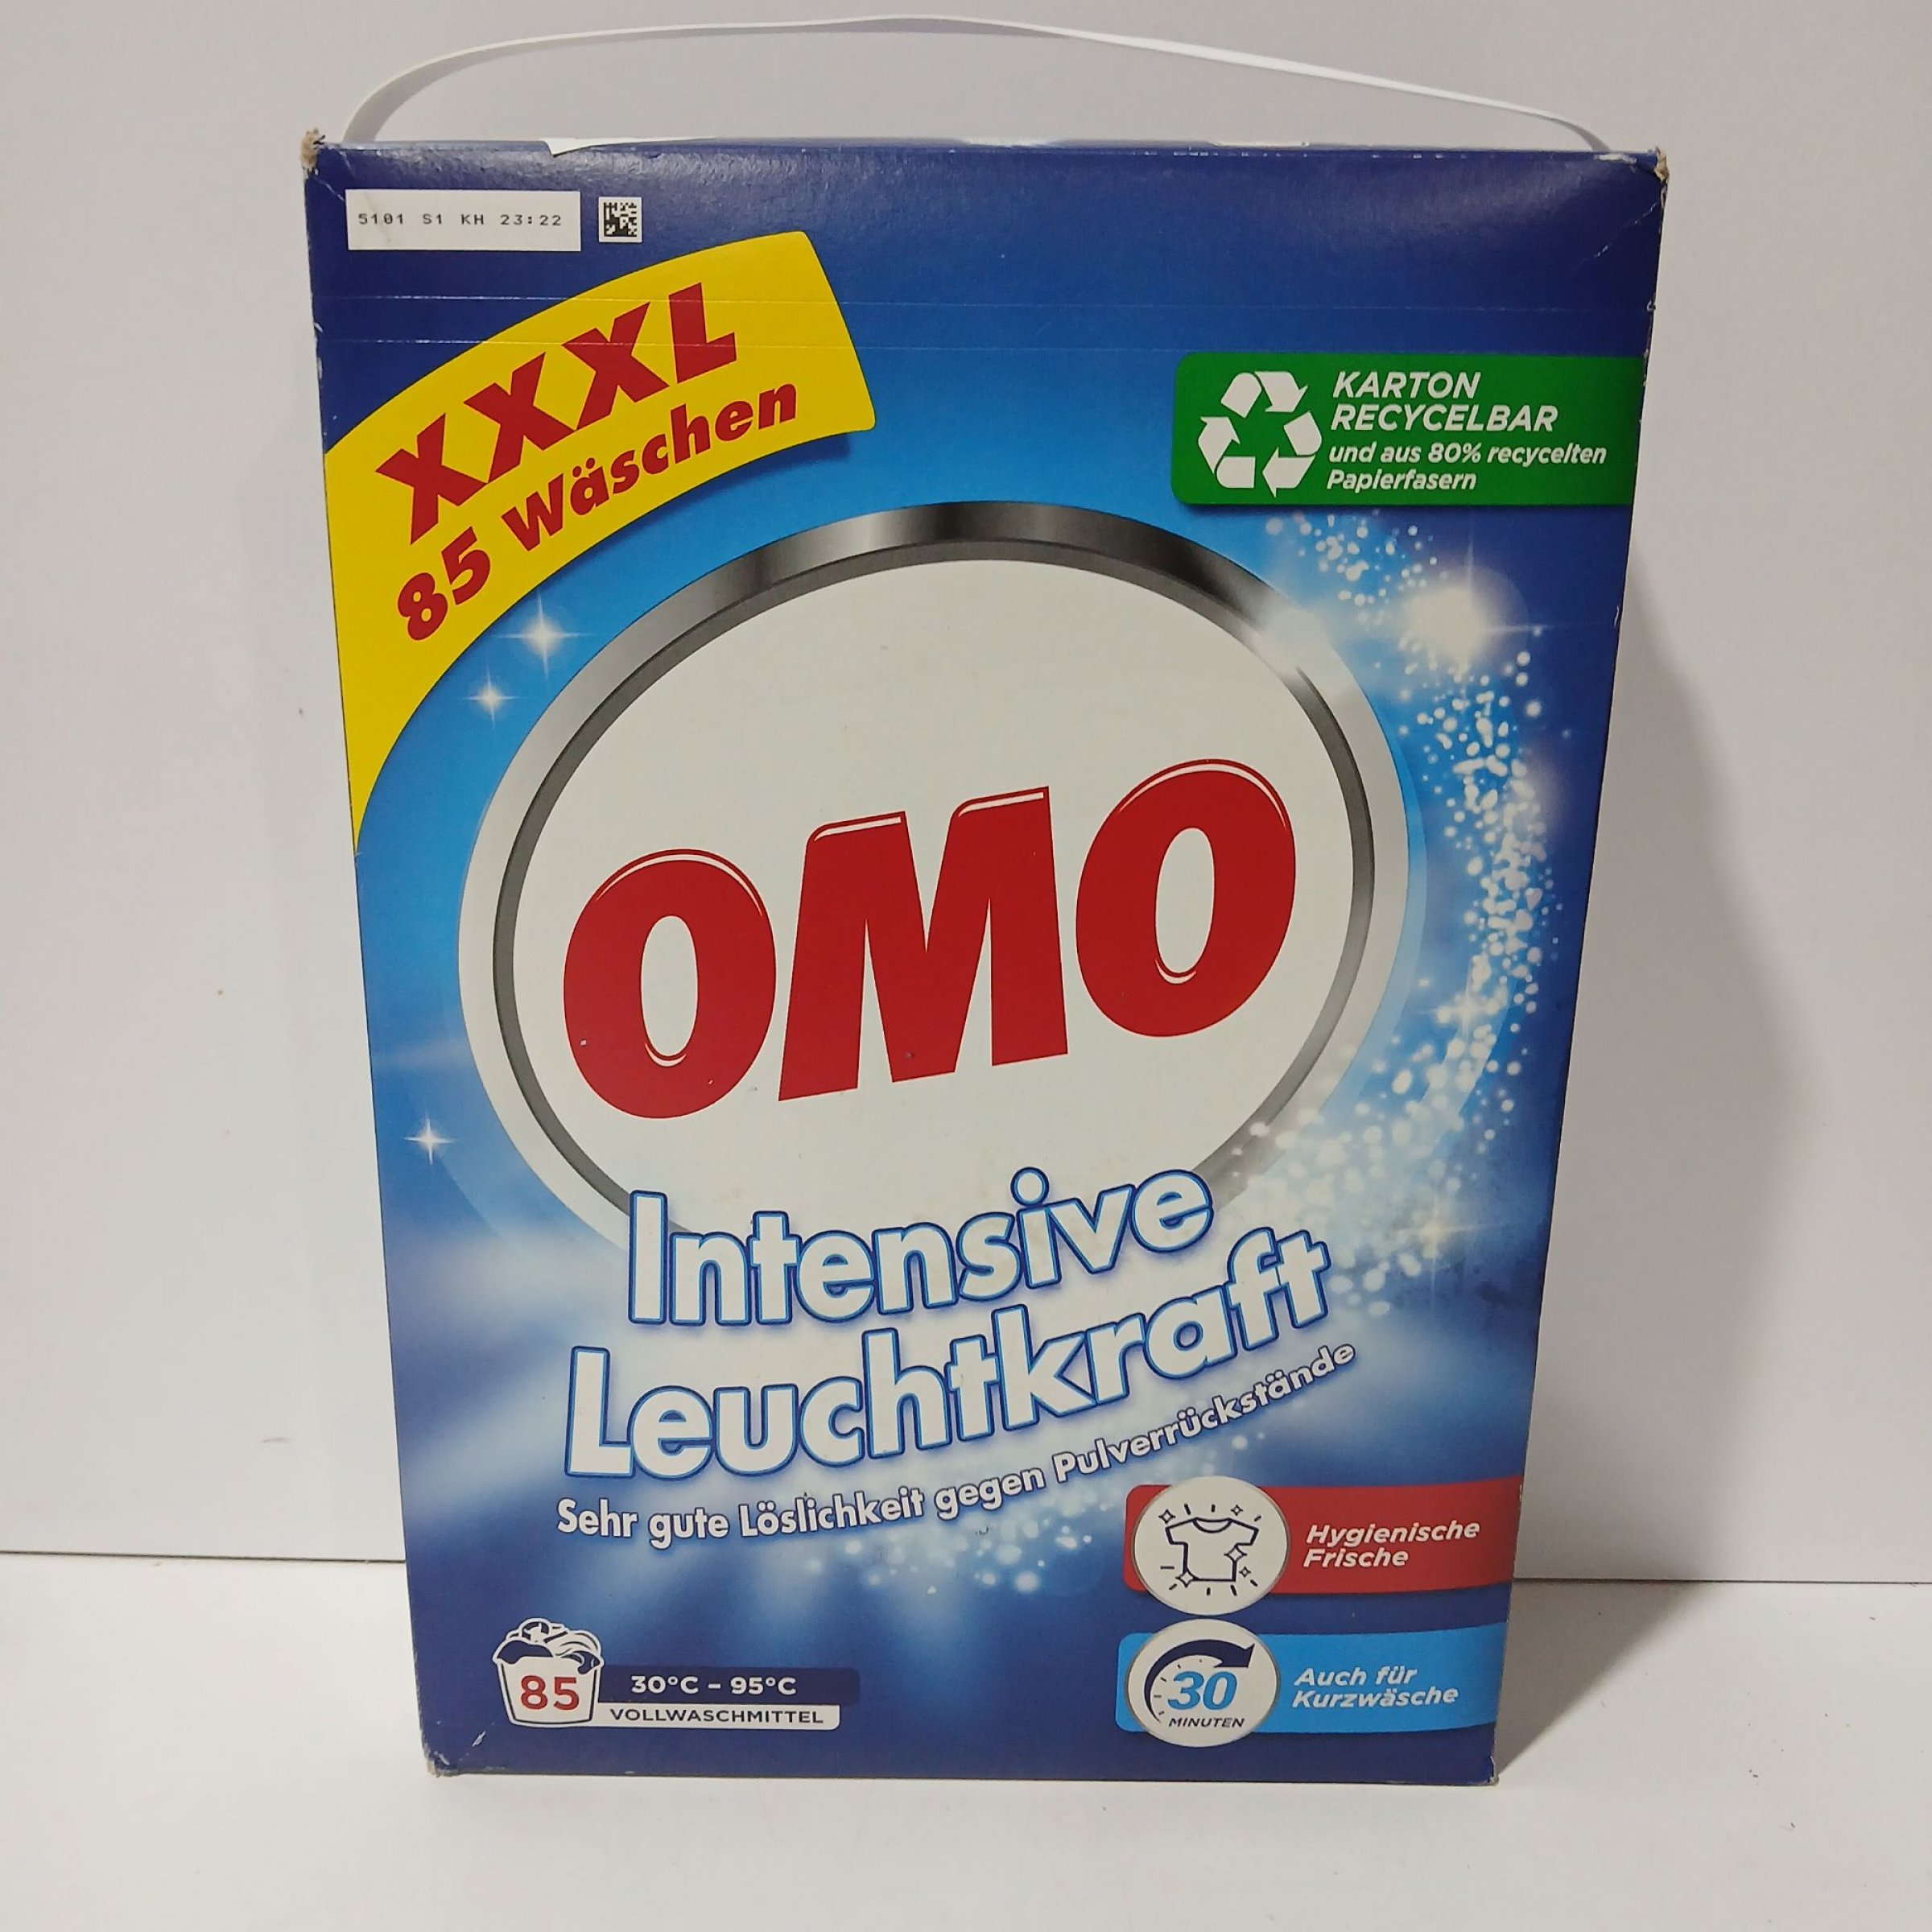 5101 S1 KH 23:22
XXXL
85 Wäschen
KARTON
RECYCELBAR
und aus 80% recycelten
Papierfasern
OMO
Intensive
Leuchtkraft
Sehr gute Löslichkeit gegen Pulverrückstände
Hygienische
Frische
85
30°C – 95°C
VOLLWASCHMITTEL
30
MINUTEN
Auch für
Kurzwäsche